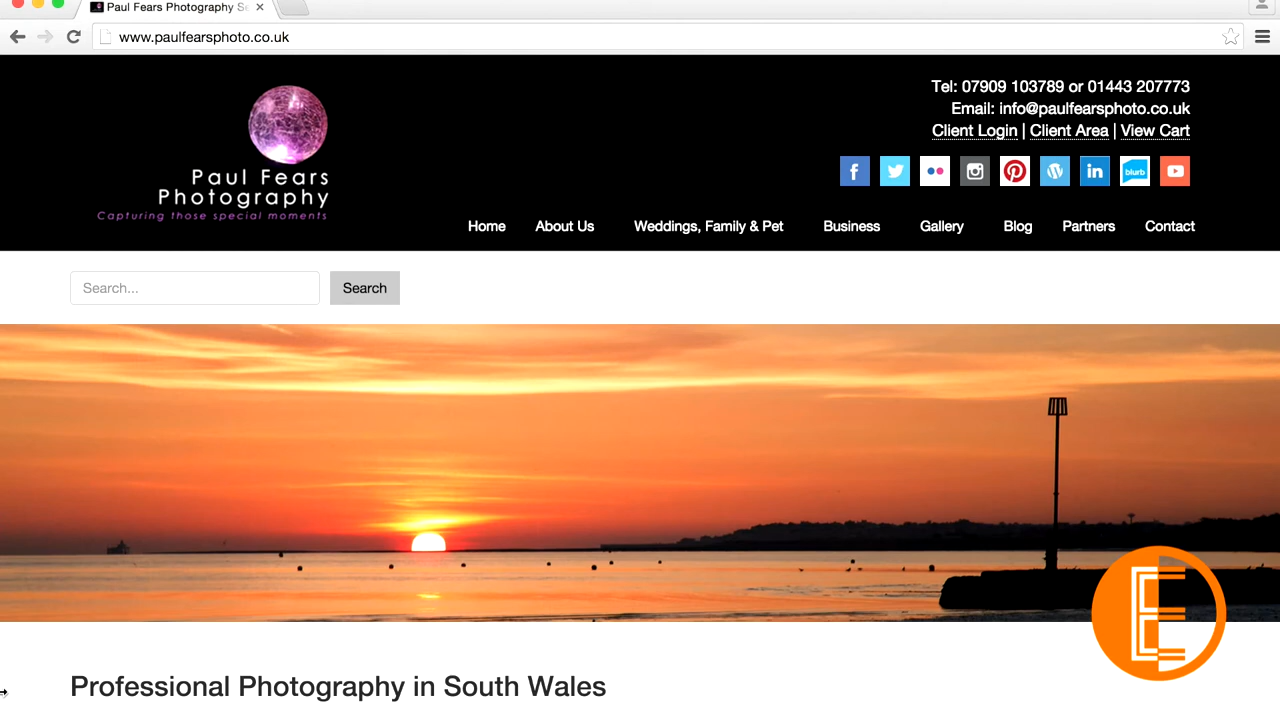 Paul Fears Photography Se
www.paulfearsphoto.co.uk
Paul Fears
Photography
Capturing those special moments
Tel: 07909 103789 or 01443 207773
Email: info@paulfearsphoto.co.uk
Client Login | Client Area | View Cart
blurb
Home About Us Weddings, Family & Pet Business Gallery Blog Partners Contact
Search... Search
Professional Photography in South Wales